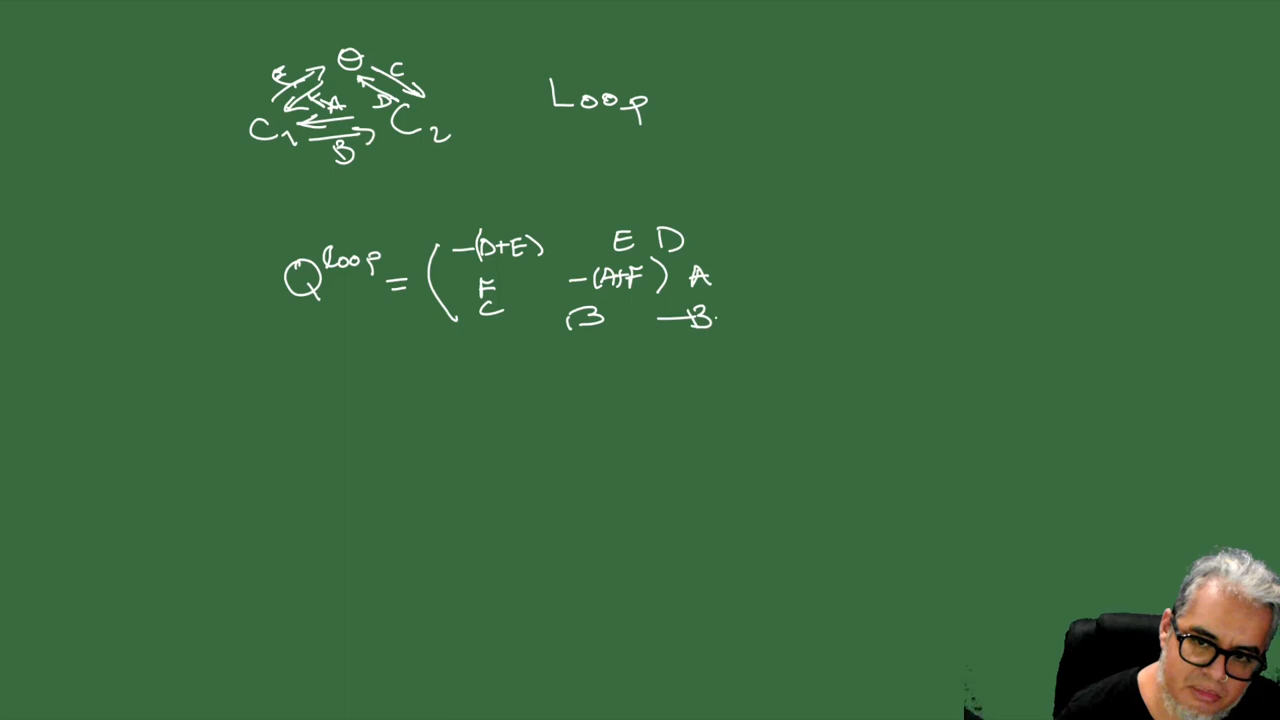 E O C
F A D
C₁ C₂ Loop
B
Q^loop = ( -(D+E) E D
F -(A+F) A
C B -B